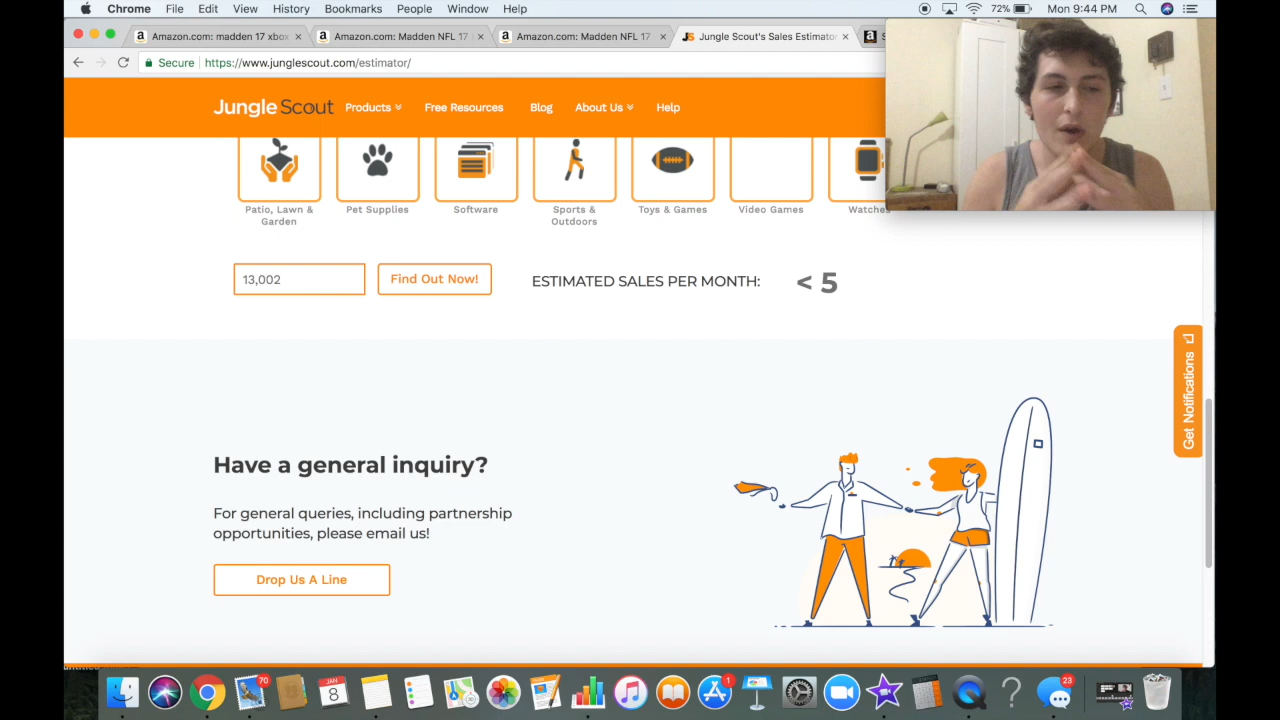 Chrome File Edit View History Bookmarks People Window Help 72% Mon 9:44 PM
Amazon.com: madden 17 xbox × Amazon.com: Madden NFL 17 × Amazon.com: Madden NFL 17 × JS Jungle Scout's Sales Estimator × a S
Secure https://www.junglescout.com/estimator/
Jungle Scout Products Free Resources Blog About Us Help
Patio, Lawn & Garden
Pet Supplies
Software
Sports & Outdoors
Toys & Games
Video Games
Watches
13,002 Find Out Now! ESTIMATED SALES PER MONTH: < 5
Get Notifications
Have a general inquiry?
For general queries, including partnership
opportunities, please email us!
Drop Us A Line
70 JAN 8 1 23